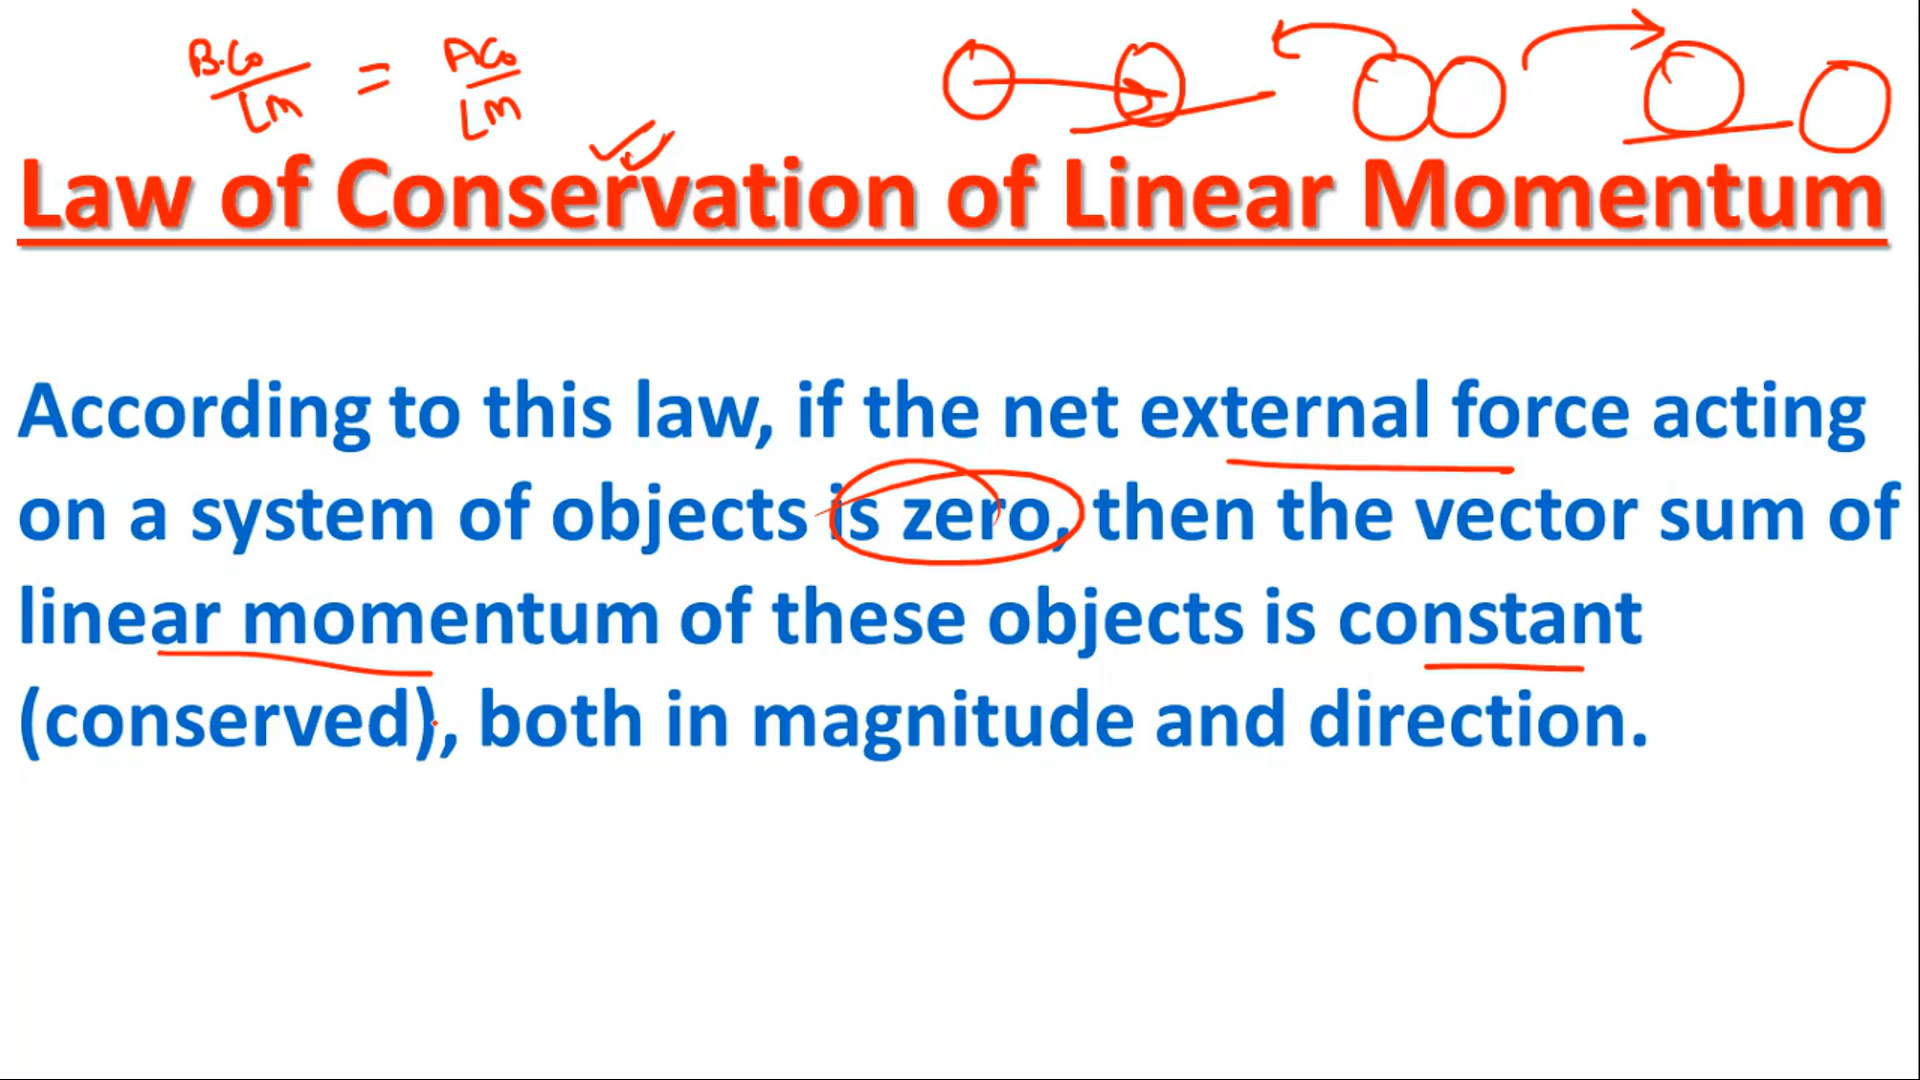 B.Co = A Co
LM LM
Law of Conservation of Linear Momentum
According to this law, if the net external force acting
on a system of objects is zero, then the vector sum of
linear momentum of these objects is constant
(conserved), both in magnitude and direction.